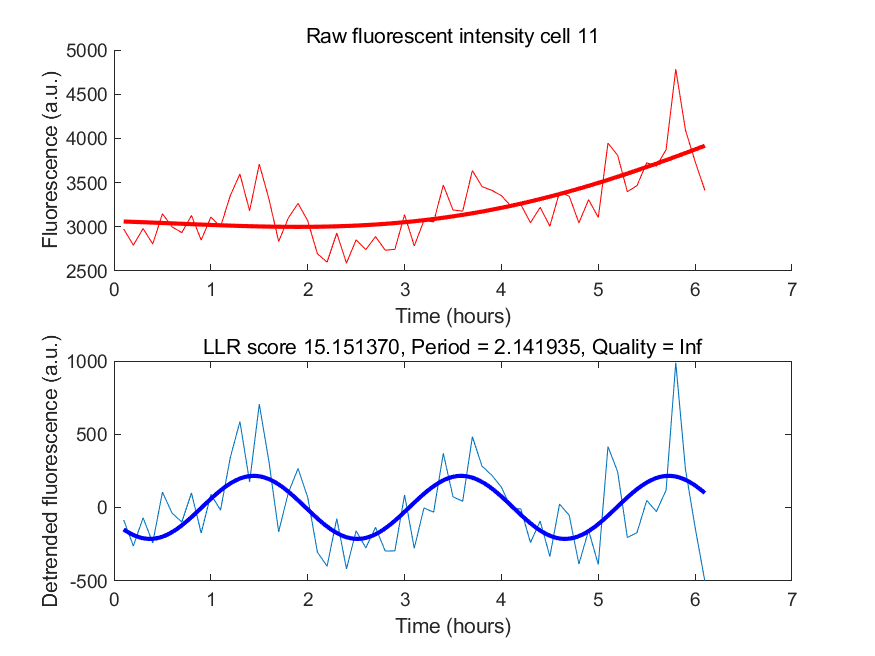 Raw fluorescent intensity cell 11
Fluorescence (a.u.)
5000
4500
4000
3500
3000
2500
0 1 2 3 4 5 6 7
Time (hours)
LLR score 15.151370, Period = 2.141935, Quality = Inf
Detrended fluorescence (a.u.)
1000
500
0
-500
0 1 2 3 4 5 6 7
Time (hours)